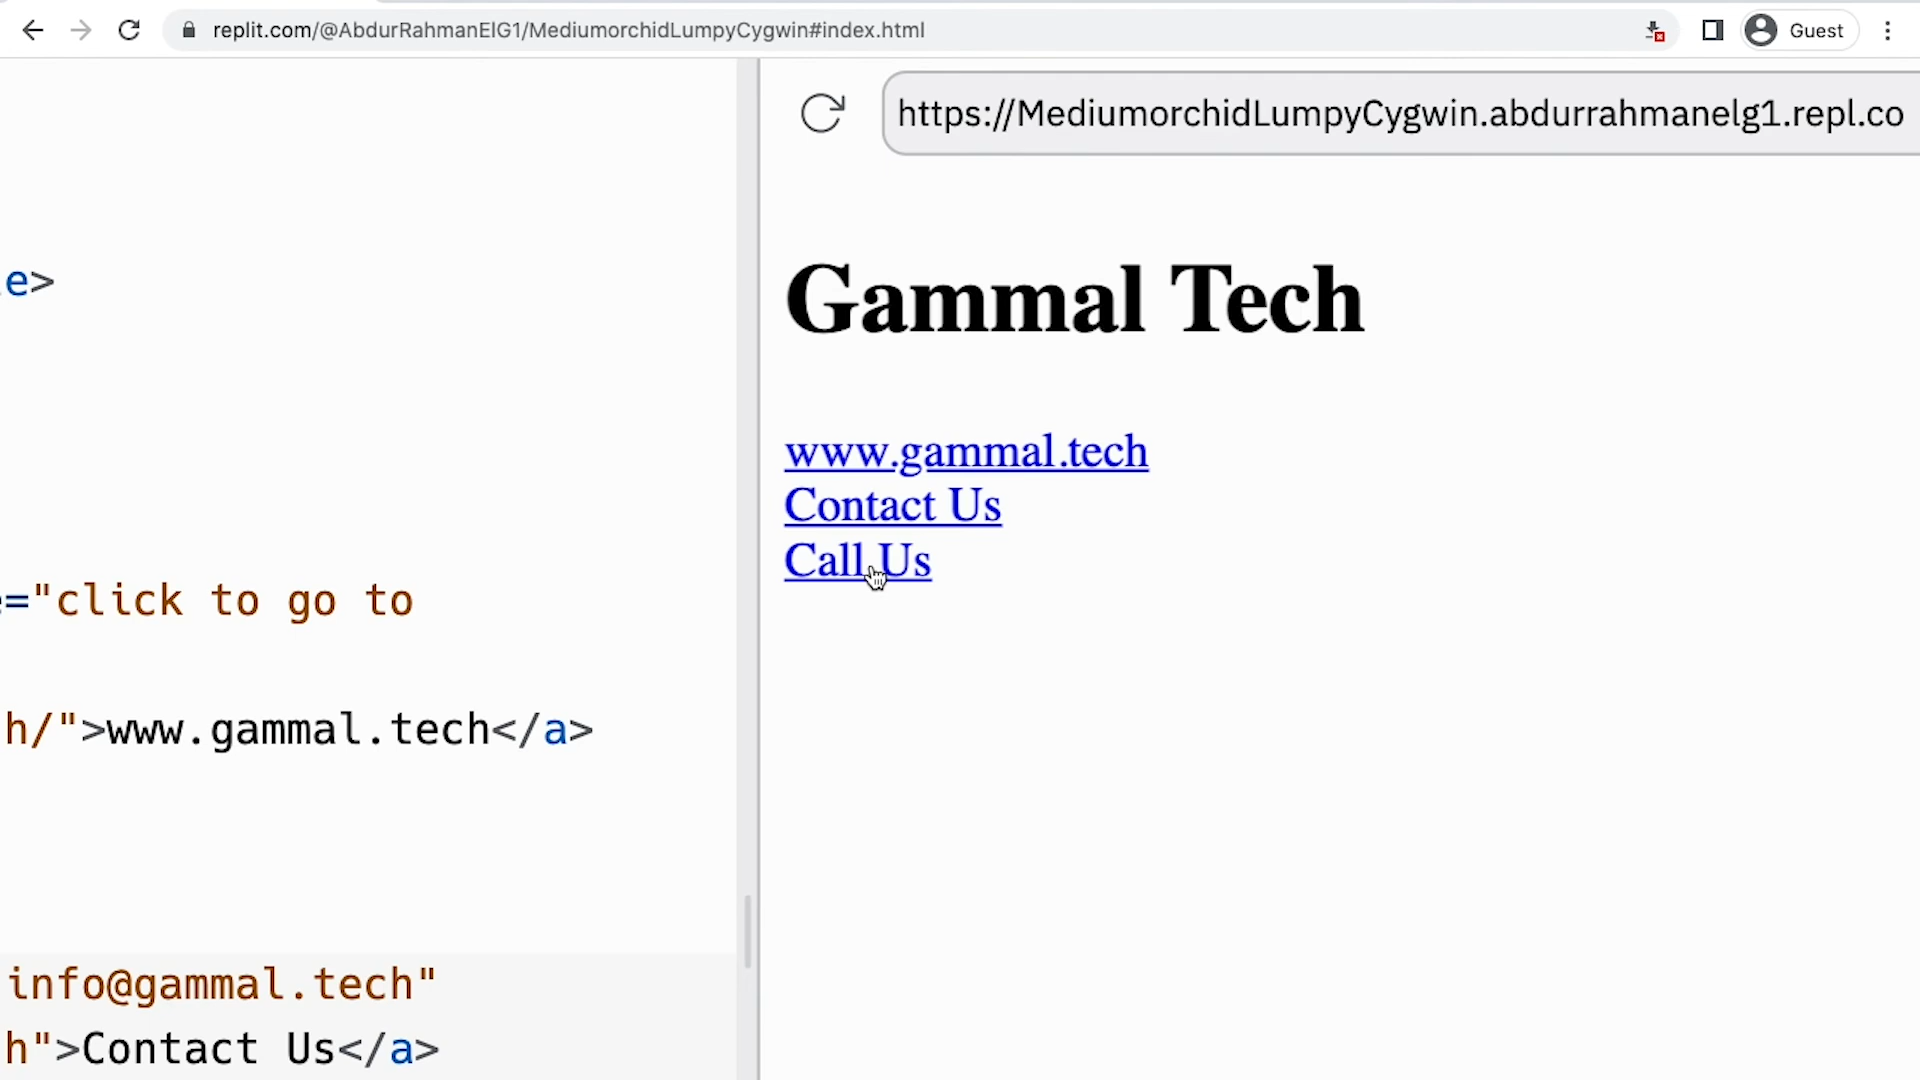 replit.com/@AbdurRahmanElG1/MediumorchidLumpyCygwin#index.html
Guest
https://MediumorchidLumpyCygwin.abdurrahmanelg1.repl.co
e>
="click to go to
h/">www.gammal.tech</a>
info@gammal.tech"
h">Contact Us</a>
Gammal Tech
www.gammal.tech
Contact Us
Call Us